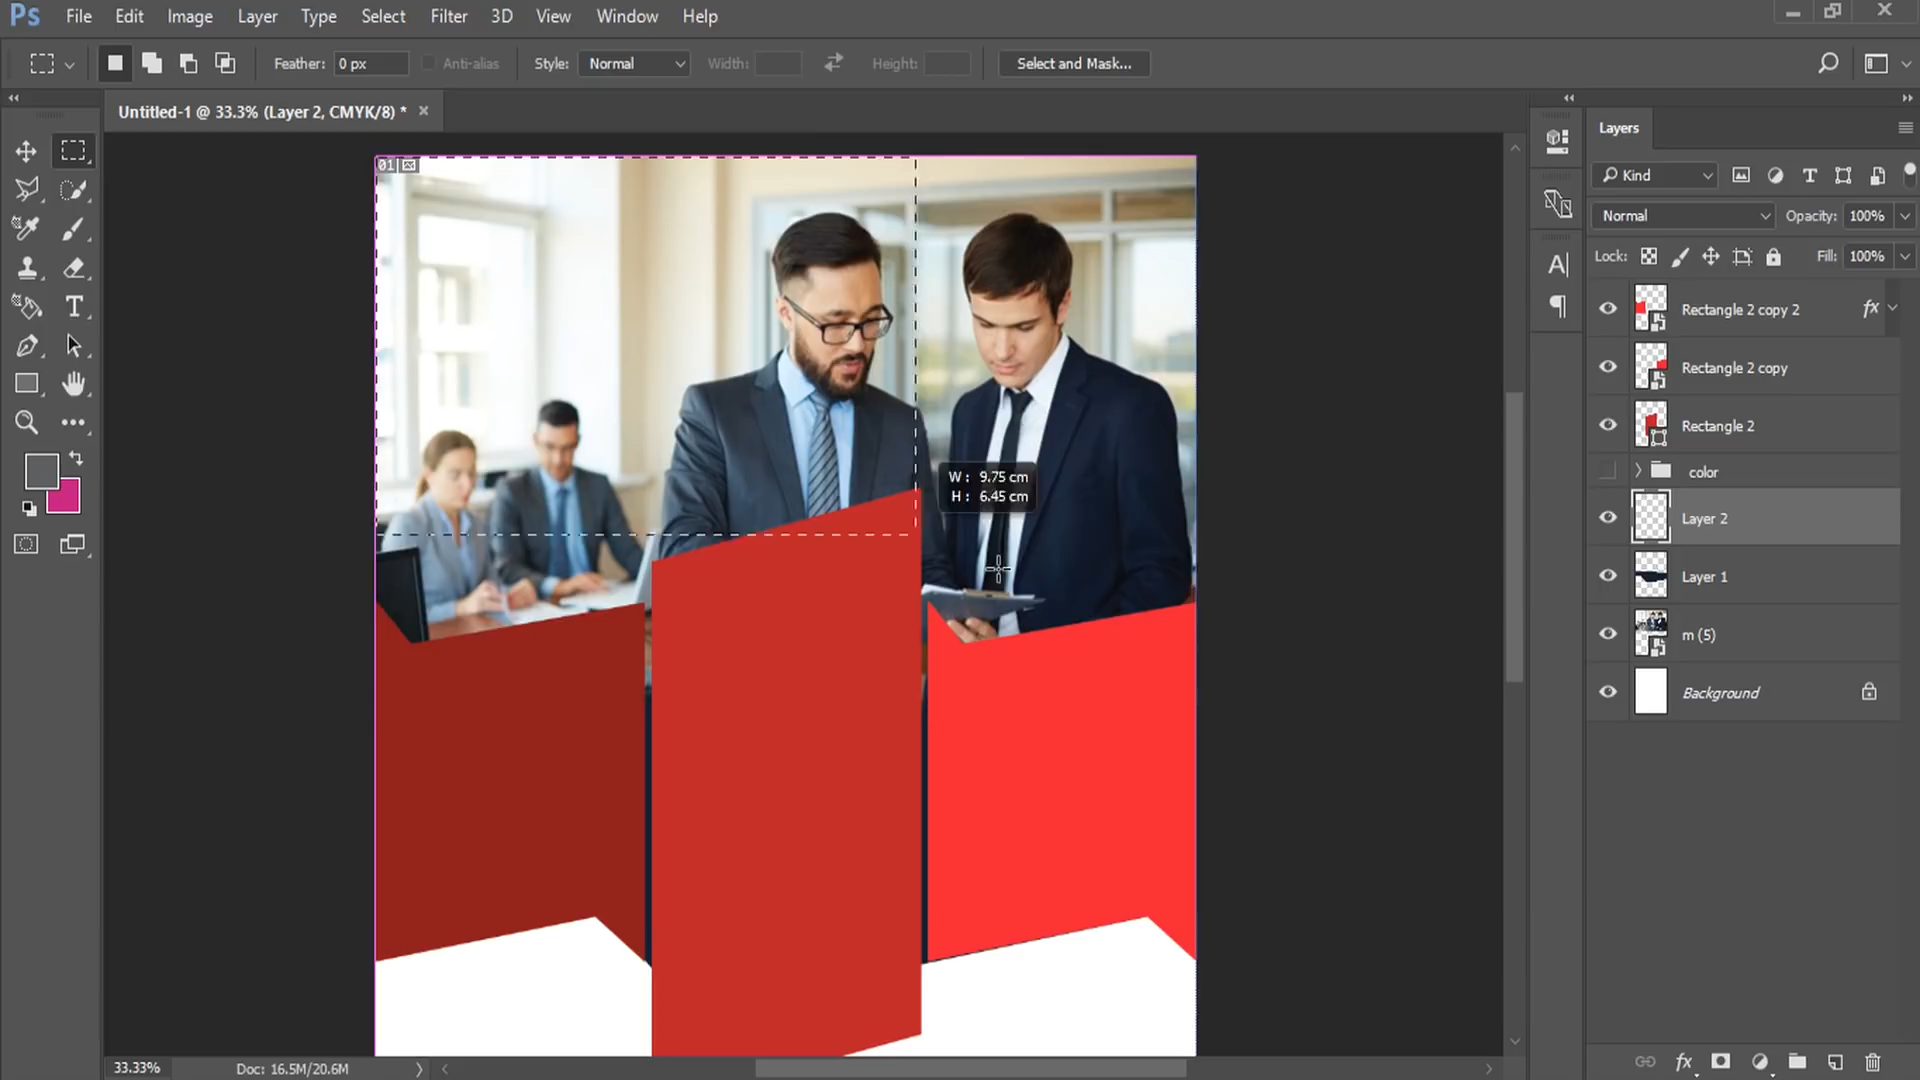 Ps File Edit Image Layer Type Select Filter 3D View Window Help
Feather: 0 px Anti-alias Style: Normal Width: Height: Select and Mask...
Untitled-1 @ 33.3% (Layer 2, CMYK/8) *
Layers
Kind
Normal Opacity: 100%
Lock: Fill: 100%
01
W : 9.75 cm
H : 6.45 cm
Rectangle 2 copy 2 fx
Rectangle 2 copy
Rectangle 2
color
Layer 2
Layer 1
m (5)
Background
33.33% Doc: 16.5M/20.6M
fx